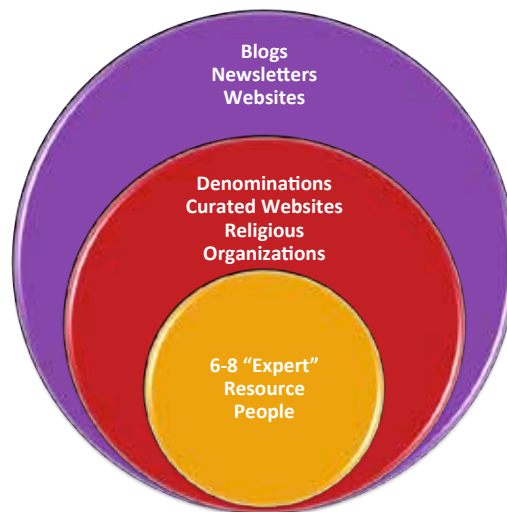 Blogs
Newsletters
Websites
Denominations
Curated Websites
Religious
Organizations
6-8 “Expert”
Resource
People